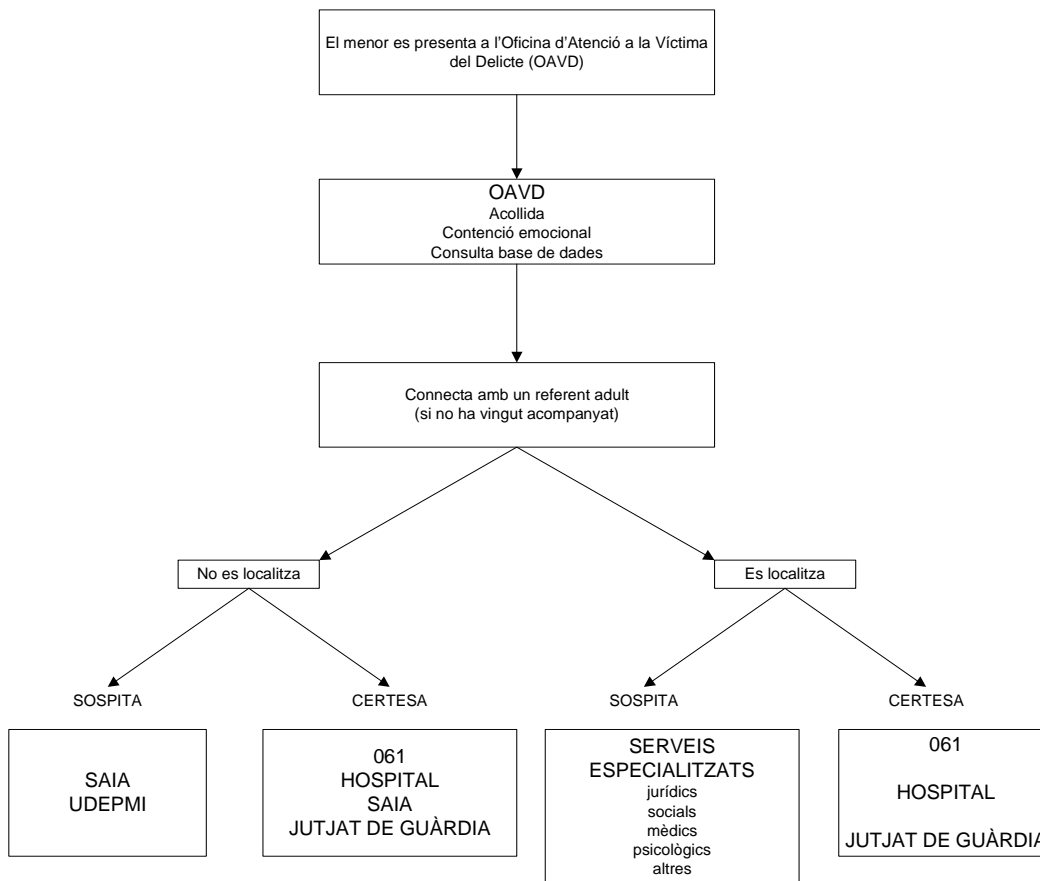 El menor es presenta a l'Oficina d'Atenció a la Víctima
del Delicte (OAVD)
OAVD
Acollida
Contenció emocional
Consulta base de dades
Connecta amb un referent adult
(si no ha vingut acompanyat)
No es localitza
Es localitza
SOSPITA
CERTESA
SOSPITA
CERTESA
SAIA
UDEPMI
061
HOSPITAL
SAIA
JUTJAT DE GUÀRDIA
SERVEIS
ESPECIALITZATS
jurídics
socials
mèdics
psicològics
altres
061
HOSPITAL
JUTJAT DE GUÀRDIA